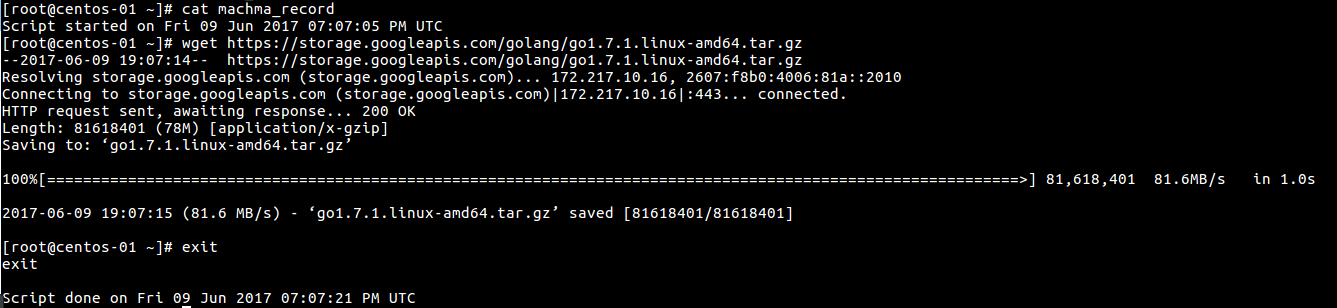 [root@centos-01 ~]# cat machma_record
Script started on Fri 09 Jun 2017 07:07:05 PM UTC
[root@centos-01 ~]# wget https://storage.googleapis.com/golang/go1.7.1.linux-amd64.tar.gz
--2017-06-09 19:07:14--  https://storage.googleapis.com/golang/go1.7.1.linux-amd64.tar.gz
Resolving storage.googleapis.com (storage.googleapis.com)... 172.217.10.16, 2607:f8b0:4006:81a::2010
Connecting to storage.googleapis.com (storage.googleapis.com)|172.217.10.16|:443... connected.
HTTP request sent, awaiting response... 200 OK
Length: 81618401 (78M) [application/x-gzip]
Saving to: ‘go1.7.1.linux-amd64.tar.gz’
100%[============================================================================================================>] 81,618,401  81.6MB/s   in 1.0s
2017-06-09 19:07:15 (81.6 MB/s) - ‘go1.7.1.linux-amd64.tar.gz’ saved [81618401/81618401]
[root@centos-01 ~]# exit
exit
Script done on Fri 09 Jun 2017 07:07:21 PM UTC